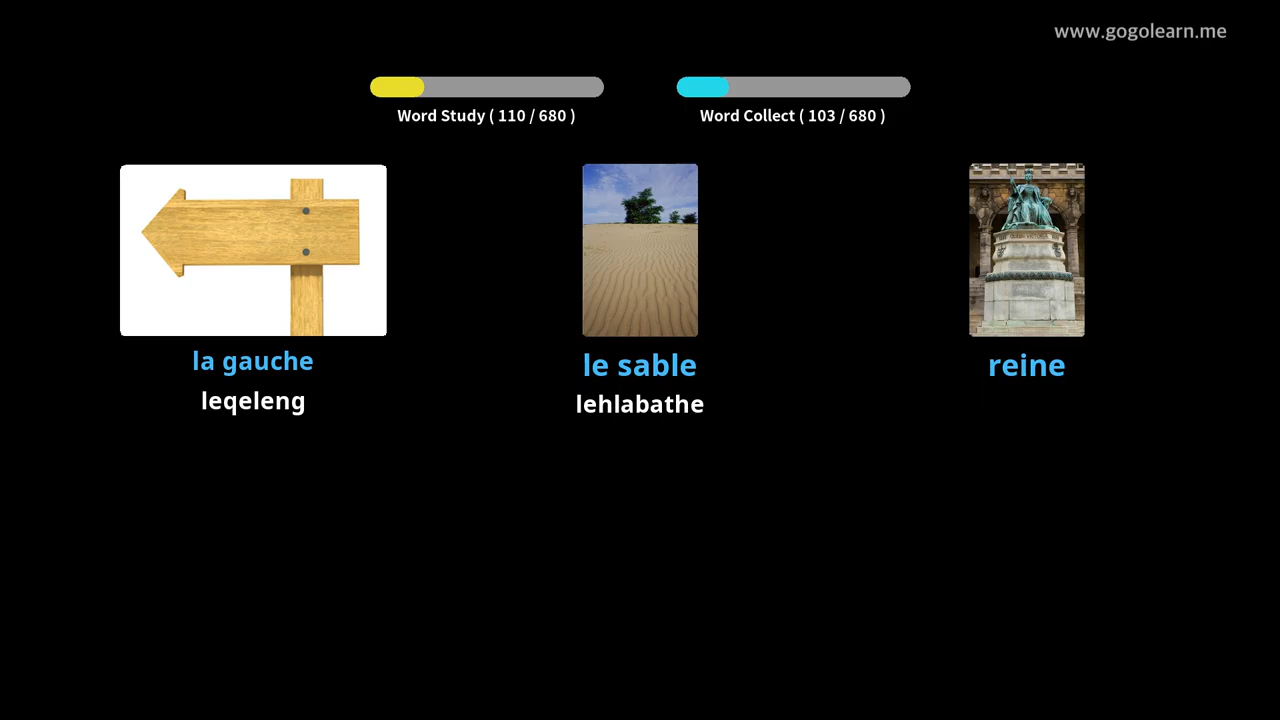 www.gogolearn.me
Word Study ( 110 / 680 )
Word Collect ( 103 / 680 )
la gauche
leqeleng
le sable
lehlabathe
reine